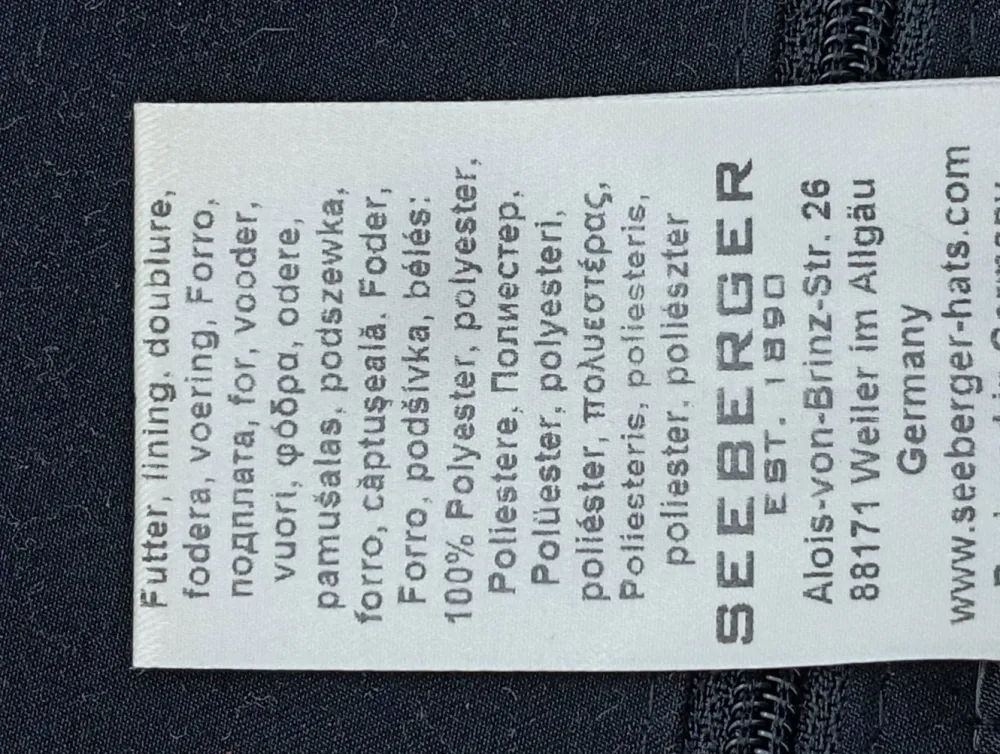 Futter, lining, doublure,
fodera, voering, Forro,
подплата, for, vooder,
vuori, φόδρα, odere,
pamušalas, podszewka,
forro, căptuşeală, Foder,
Forro, podšívka, bélés:
100% Polyester, polyester,
Poliestere, Полиестер,
Polüester, polyesteri,
poliéster, πολυεστέρας,
Poliesteris, poliesteris,
poliester, poliészter
SEEBERGER
EST. 1890
Alois-von-Brinz-Str. 26
88171 Weiler im Allgäu
Germany
www.seeberger-hats.com